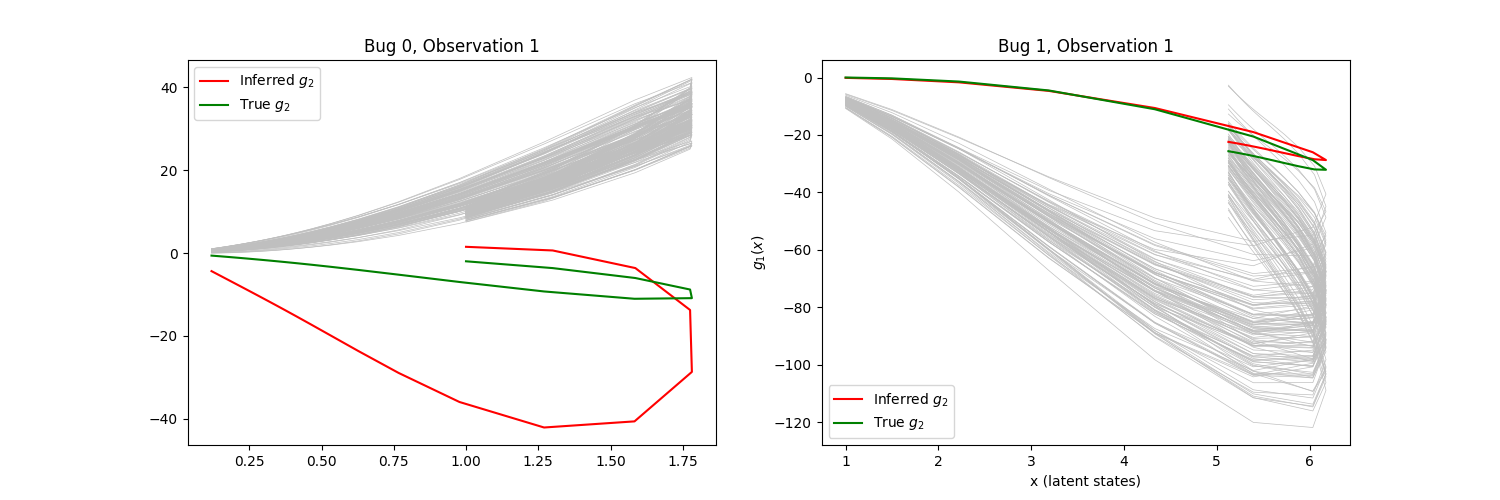 Bug 0, Observation 1
Inferred g₂
True g₂
40
20
0
−20
−40
0.25 0.50 0.75 1.00 1.25 1.50 1.75
Bug 1, Observation 1
0
−20
−40
−60
−80
−100
−120
g₁(x)
Inferred g₂
True g₂
1 2 3 4 5 6
x (latent states)